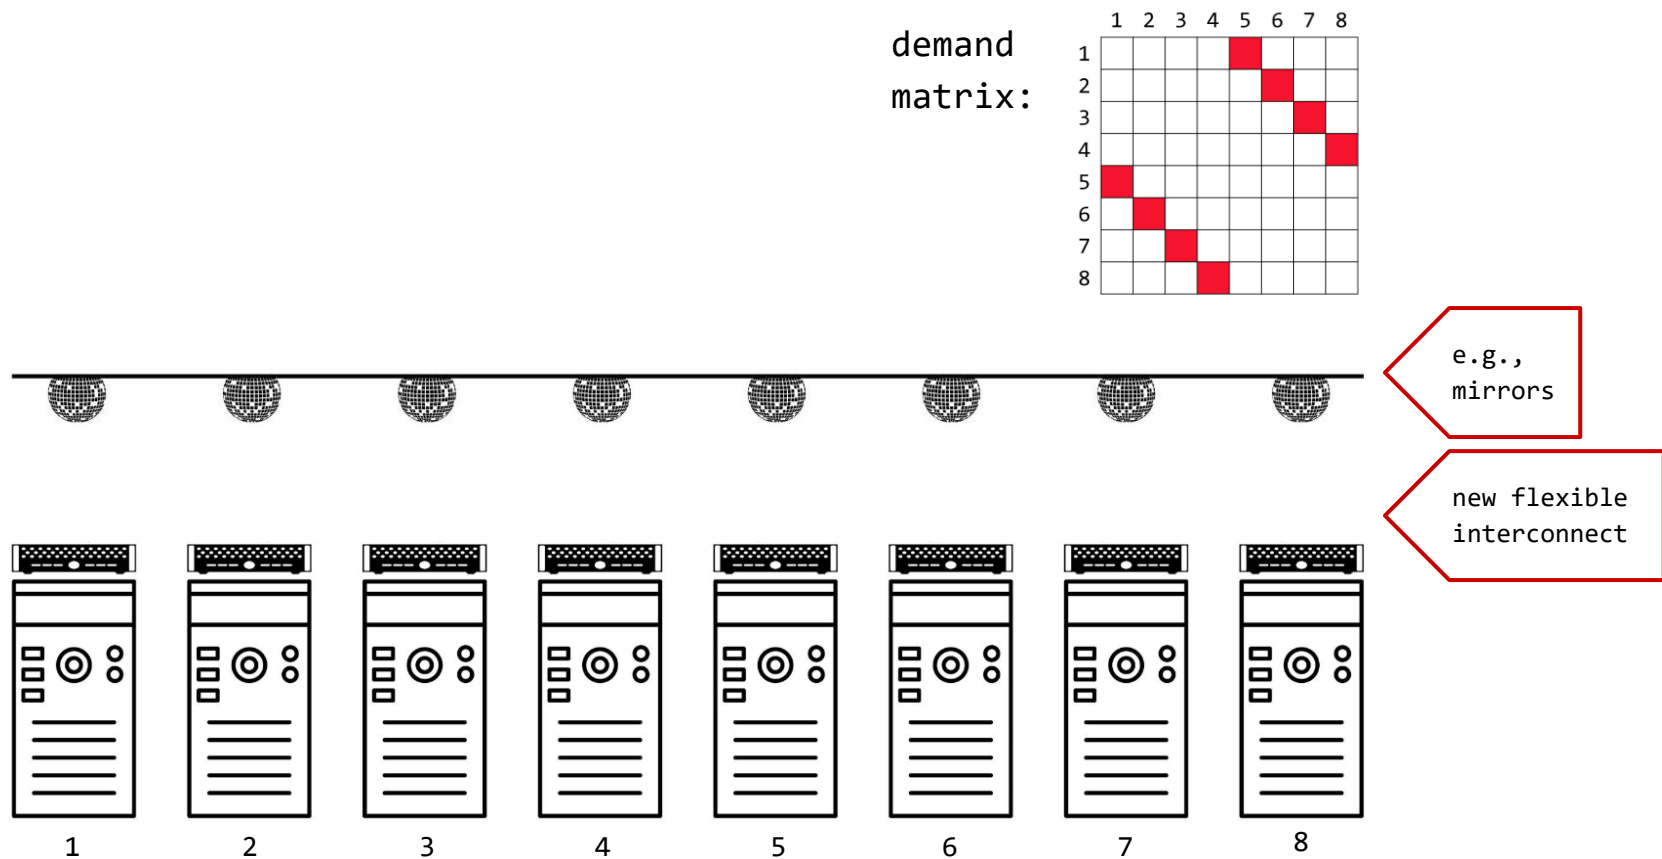 1 2 3 4 5 6 7 8
demand
matrix:
1
2
3
4
5
6
7
8
e.g.,
mirrors
new flexible
interconnect
1 2 3 4 5 6 7 8